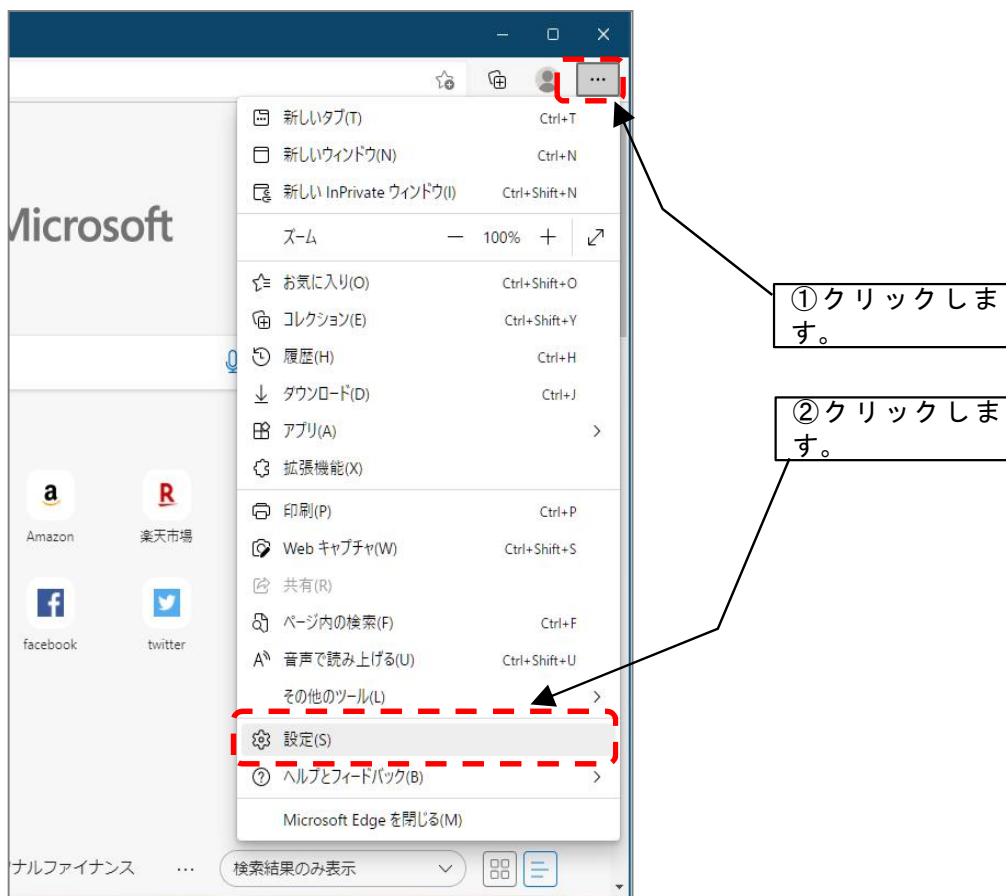 新しいタブ(T) Ctrl+T
新しいウィンドウ(N) Ctrl+N
新しい InPrivate ウィンドウ(I) Ctrl+Shift+N
Microsoft
ズーム 100%
お気に入り(O) Ctrl+Shift+O
①クリックしま
す。
コレクション(E) Ctrl+Shift+Y
履歴(H) Ctrl+H
ダウンロード(D) Ctrl+J
②クリックしま
す。
アプリ(A)
拡張機能(X)
印刷(P) Ctrl+P
Amazon 楽天市場
Web キャプチャ(W) Ctrl+Shift+S
共有(R)
ページ内の検索(F) Ctrl+F
facebook twitter
音声で読み上げる(U) Ctrl+Shift+U
その他のツール(L)
設定(S)
ヘルプとフィードバック(B)
Microsoft Edge を閉じる(M)
ナルファイナンス … 検索結果のみ表示